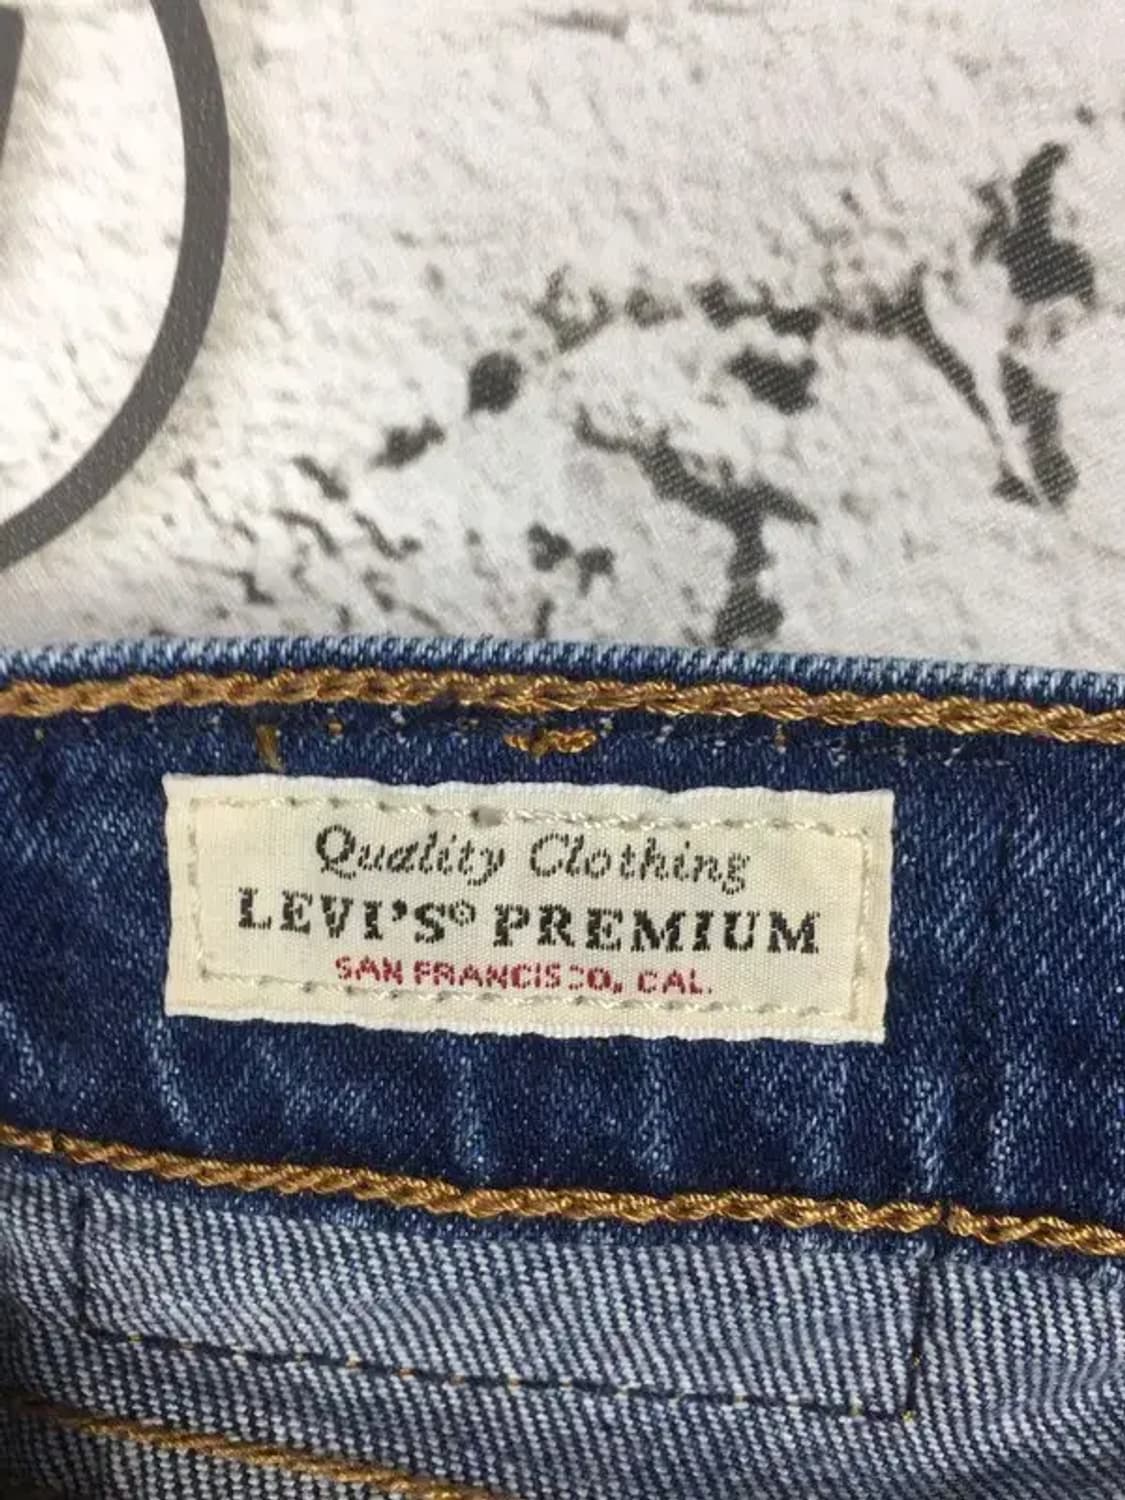 Quality Clothing
LEVI'S® PREMIUM
SAN FRANCISCO, CAL.